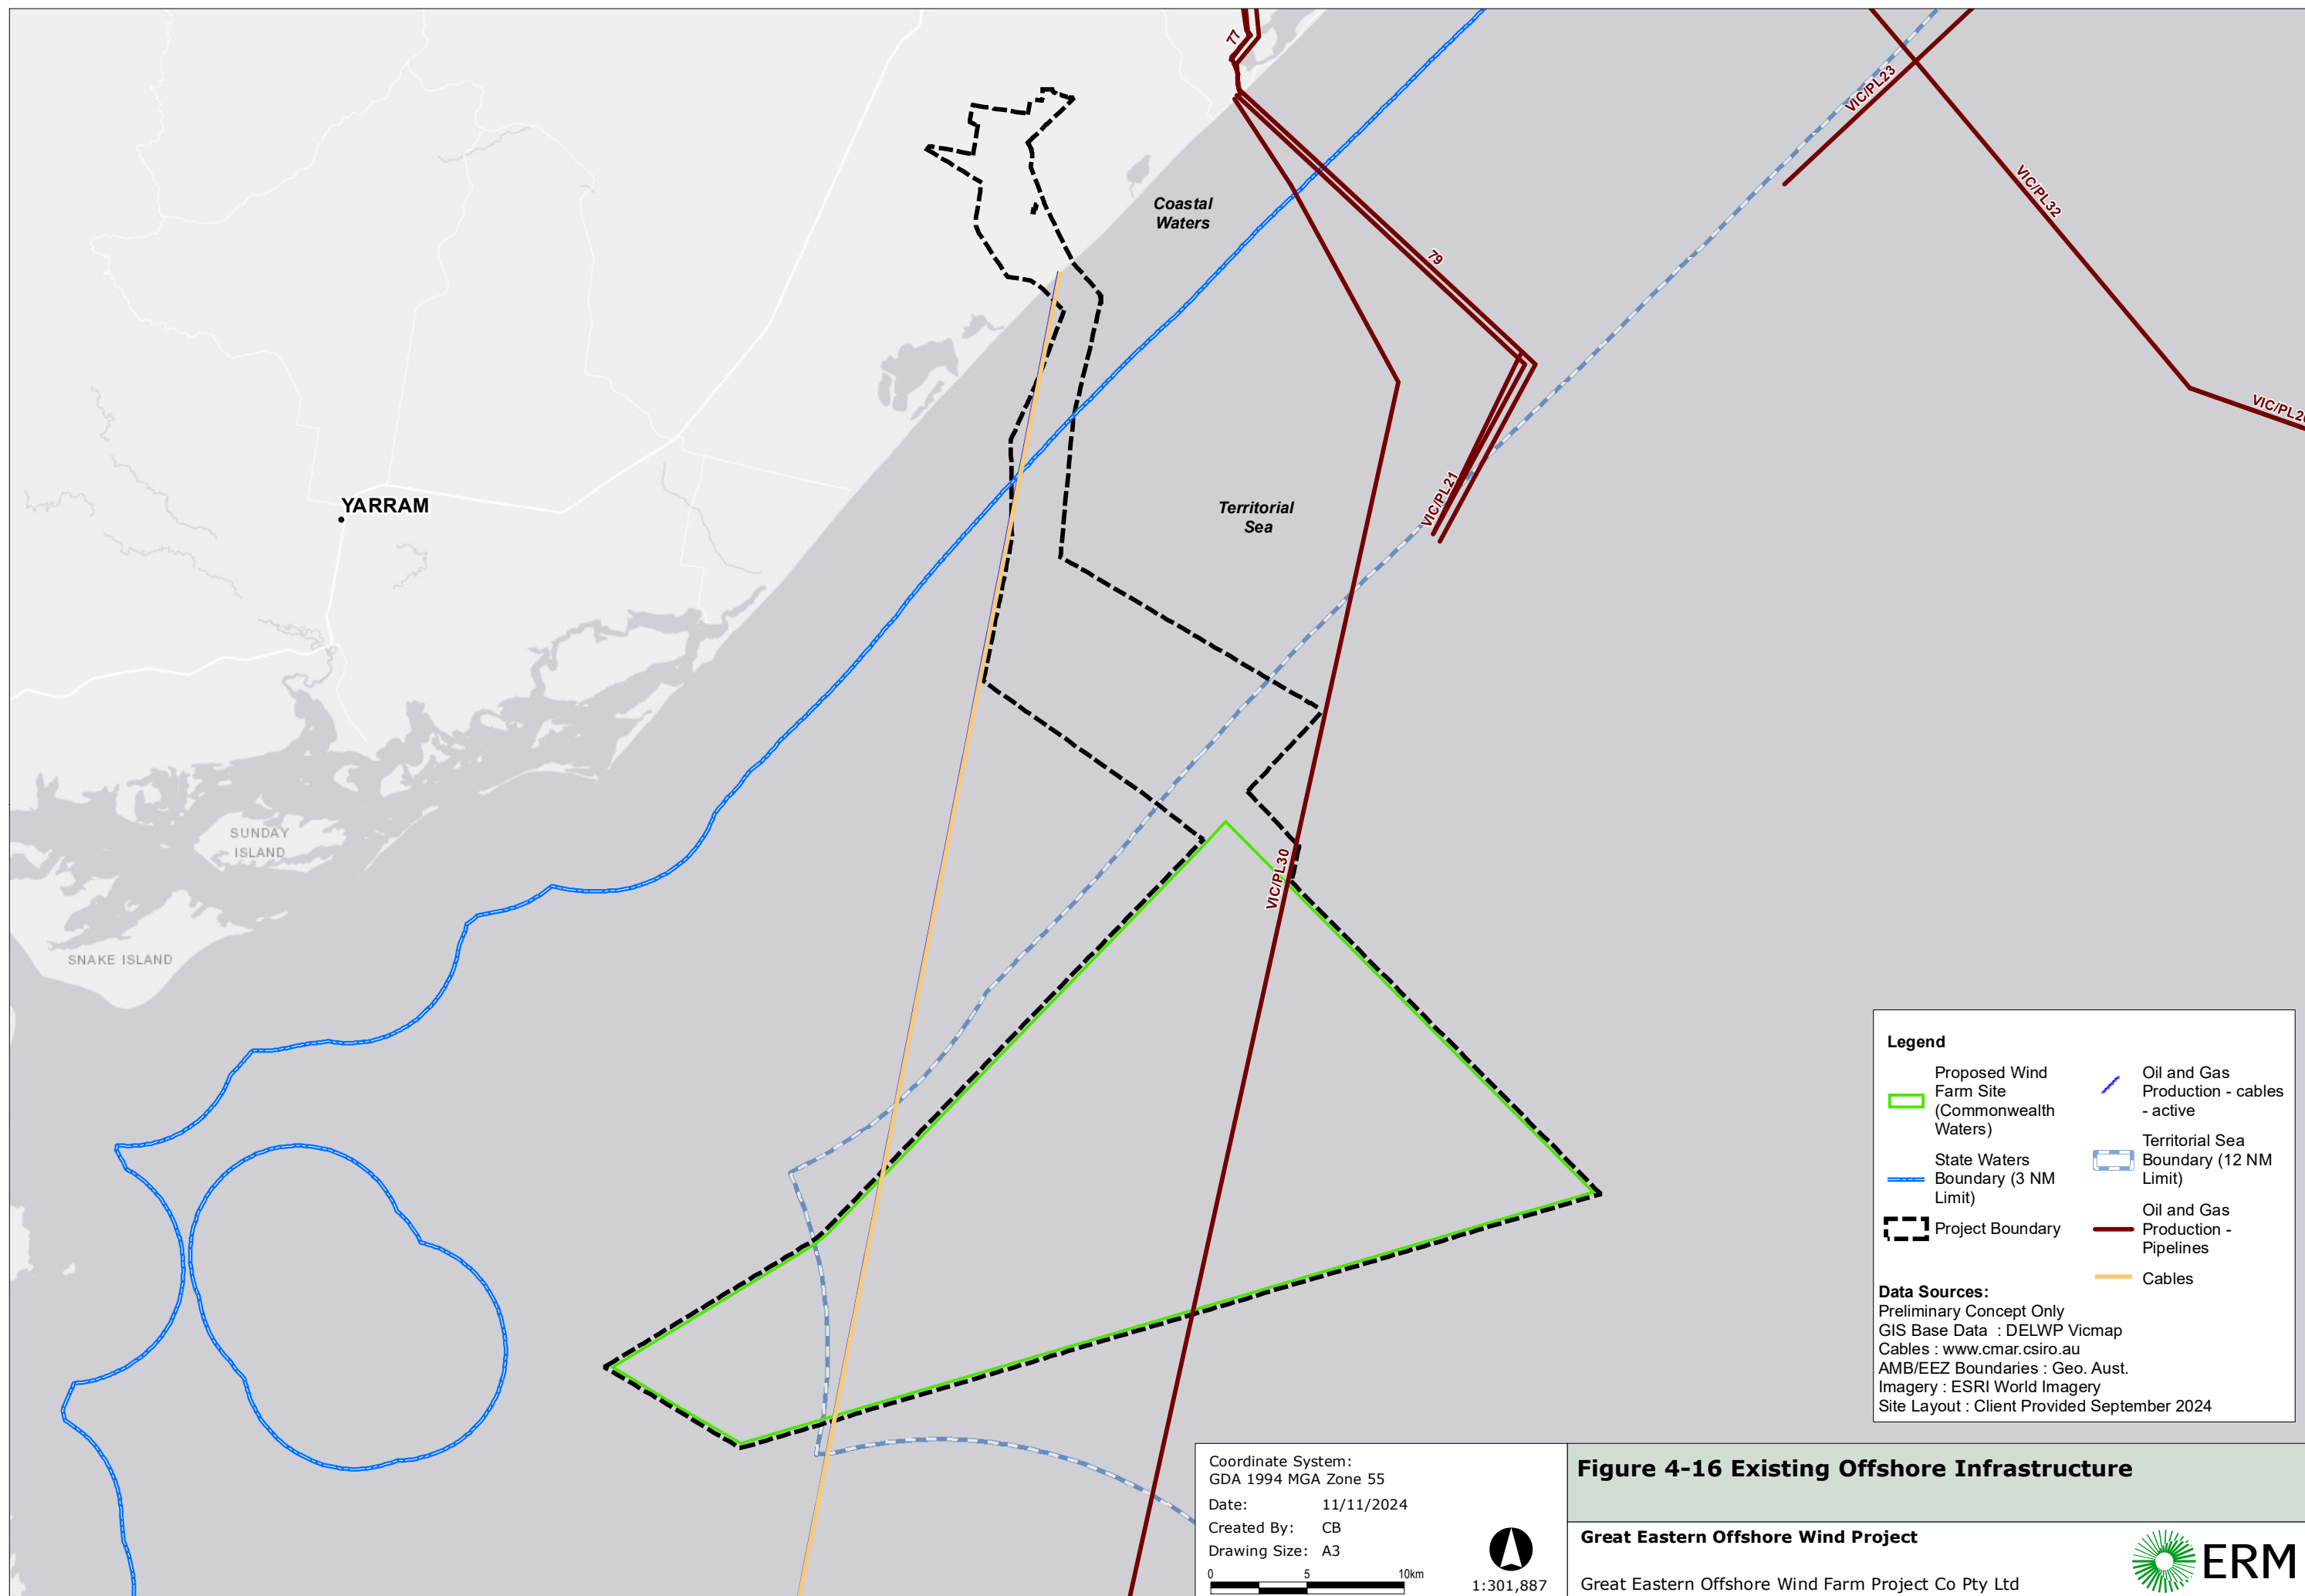 77
VIC/PL23
VIC/PL32
Coastal
Waters
79
VIC/PL21
YARRAM
Territorial
Sea
SUNDAY
ISLAND
VIC/PL30
SNAKE ISLAND
Legend
Proposed Wind
Farm Site
(Commonwealth
Waters)
State Waters
Boundary (3 NM
Limit)
Project Boundary
Oil and Gas
Production - cables
- active
Territorial Sea
Boundary (12 NM
Limit)
Oil and Gas
Production -
Pipelines
Cables
Data Sources:
Preliminary Concept Only
GIS Base Data : DELWP Vicmap
Cables : www.cmar.csiro.au
AMB/EEZ Boundaries : Geo. Aust.
Imagery : ESRI World Imagery
Site Layout : Client Provided September 2024
Coordinate System:
GDA 1994 MGA Zone 55
Date: 11/11/2024
Created By: CB
Drawing Size: A3
0 5 10km
1:301,887
Figure 4-16 Existing Offshore Infrastructure
Great Eastern Offshore Wind Project
Great Eastern Offshore Wind Farm Project Co Pty Ltd
ERM